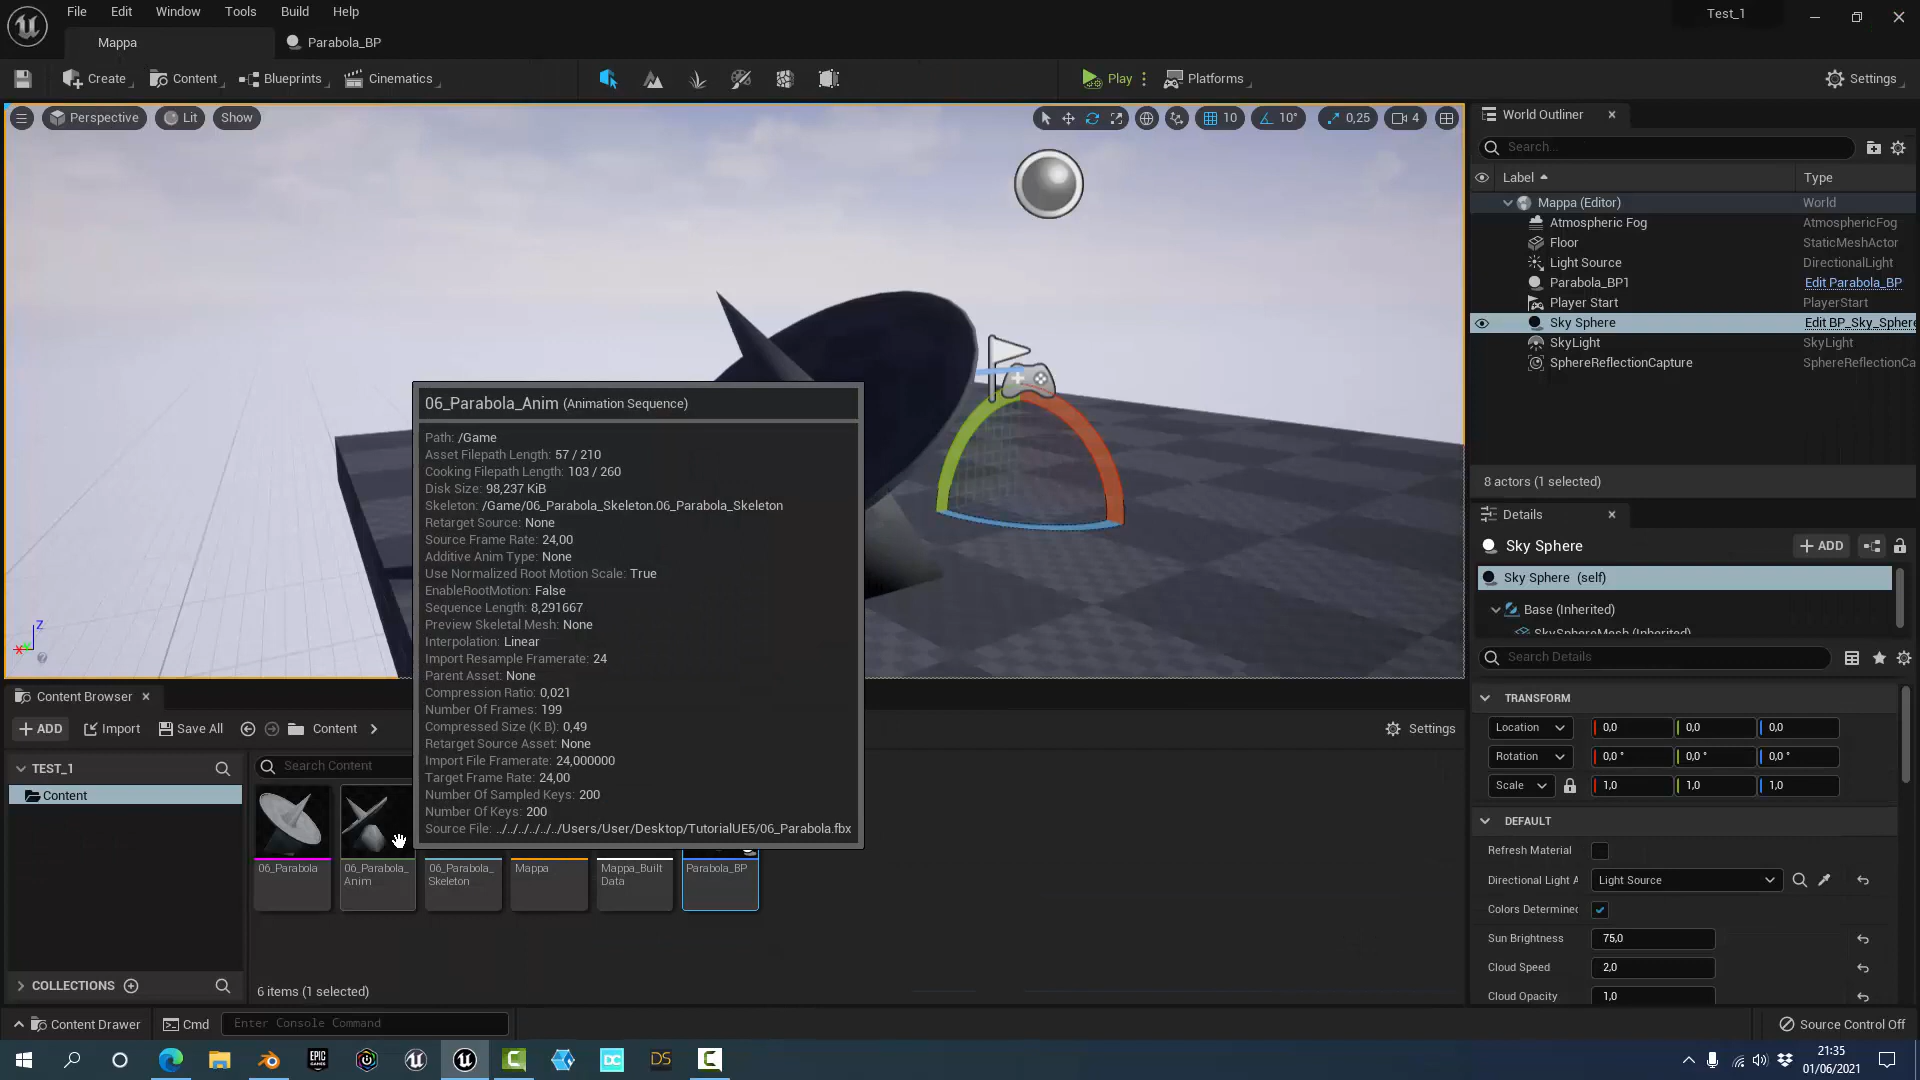 File Edit Window Tools Build Help
Test_1
Mappa
Parabola_BP
Create
Content
Blueprints
Cinematics
Play
Platforms
Settings
Perspective
Lit
Show
10
10°
0,25
4
World Outliner
Search...
Label
Type
Mappa (Editor) World
Atmospheric Fog AtmosphericFog
Floor StaticMeshActor
Light Source DirectionalLight
Parabola_BP1 Edit Parabola_BP
Player Start PlayerStart
Sky Sphere Edit BP_Sky_Sphere
SkyLight SkyLight
SphereReflectionCapture SphereReflectionCa
8 actors (1 selected)
Details
Sky Sphere
ADD
Sky Sphere (self)
Base (Inherited)
SkySphereMesh (Inherited)
Search Details
TRANSFORM
Location 0,0 0,0 0,0
Rotation 0,0 ° 0,0 ° 0,0 °
Scale 1,0 1,0 1,0
DEFAULT
Refresh Material
Directional Light A Light Source
Colors Determined
Sun Brightness 75,0
Cloud Speed 2,0
Cloud Opacity 1,0
06_Parabola_Anim (Animation Sequence)
Path: /Game
Asset Filepath Length: 57 / 210
Cooking Filepath Length: 103 / 260
Disk Size: 98,237 KiB
Skeleton: /Game/06_Parabola_Skeleton.06_Parabola_Skeleton
Retarget Source: None
Source Frame Rate: 24,00
Additive Anim Type: None
Use Normalized Root Motion Scale: True
EnableRootMotion: False
Sequence Length: 8,291667
Preview Skeletal Mesh: None
Interpolation: Linear
Import Resample Framerate: 24
Parent Asset: None
Compression Ratio: 0,021
Number Of Frames: 199
Compressed Size (K B): 0,49
Retarget Source Asset: None
Import File Framerate: 24,000000
Target Frame Rate: 24,00
Number Of Sampled Keys: 200
Number Of Keys: 200
Source File: ../../../../../../Users/User/Desktop/TutorialUE5/06_Parabola.fbx
Z
X
Content Browser
ADD
Import
Save All
Content
Settings
TEST_1
Content
COLLECTIONS
Search Content
06_Parabola
06_Parabola_
Anim
06_Parabola_
Skeleton
Mappa
Mappa_Built
Data
Parabola_BP
6 items (1 selected)
Content Drawer
Cmd
Enter Console Command
Source Control Off
EPIC
GAMES
DC
DS
21:35
01/06/2021